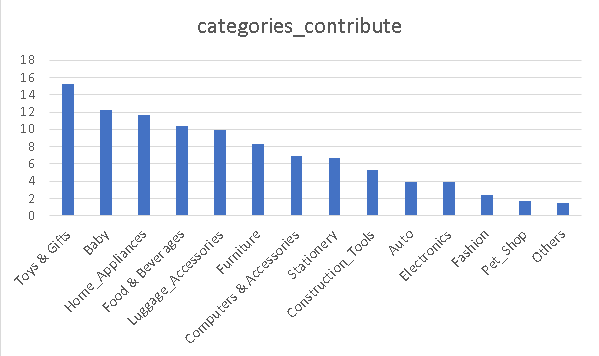 categories_contribute
18
16
14
12
10
8
6
4
2
0
Toys & Gifts
Baby
Home_Appliances
Food & Beverages
Luggage_Accessories
Furniture
Computers & Accessories
Stationery
Construction_Tools
Auto
Electronics
Fashion
Pet_Shop
Others